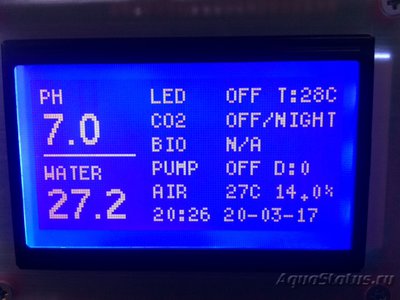 PH LED OFF T:28C
7.0 CO2 OFF/NIGHT
BIO N/A
WATER PUMP OFF D:0
27.2 AIR 27C 14.0%
20:26 20-03-17
AquaStatus.ru